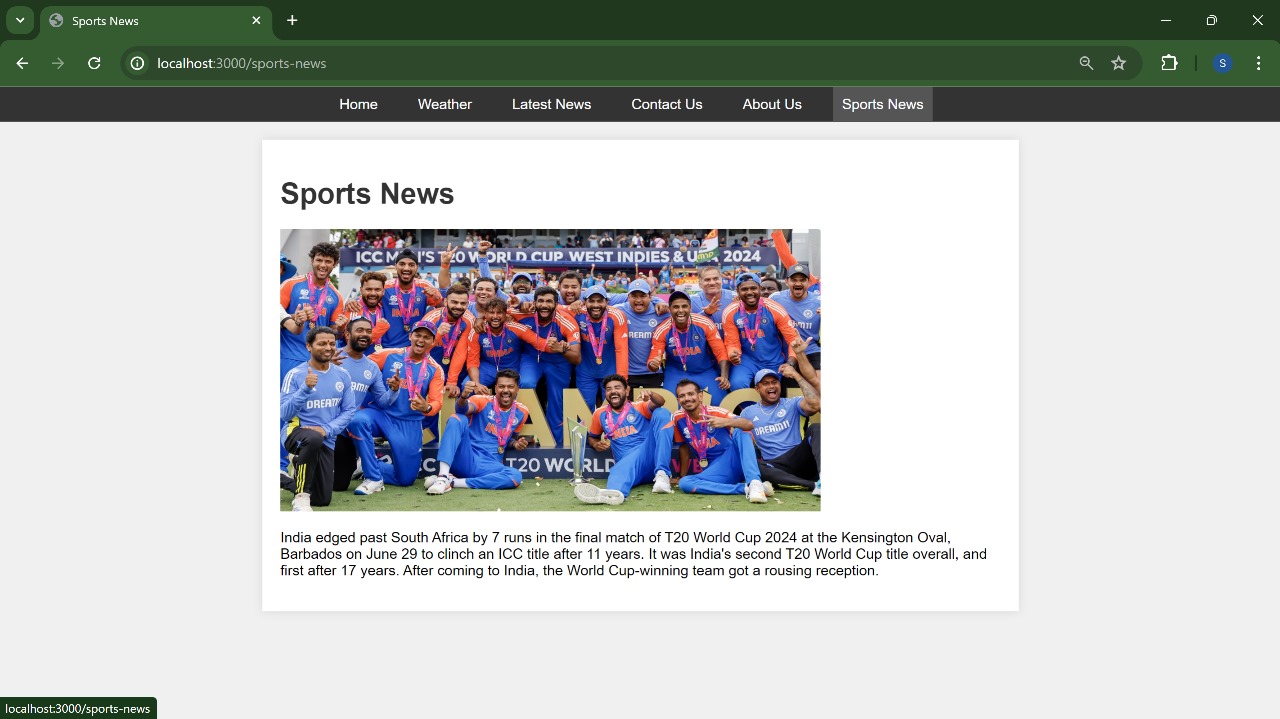 Sports News
localhost:3000/sports-news
S
Home Weather Latest News Contact Us About Us Sports News
Sports News
ICC MEN'S T20 WORLD CUP WEST INDIES & USA 2024
INDIA
DREAM11
T20 WORLD
India edged past South Africa by 7 runs in the final match of T20 World Cup 2024 at the Kensington Oval,
Barbados on June 29 to clinch an ICC title after 11 years. It was India's second T20 World Cup title overall, and
first after 17 years. After coming to India, the World Cup-winning team got a rousing reception.
localhost:3000/sports-news